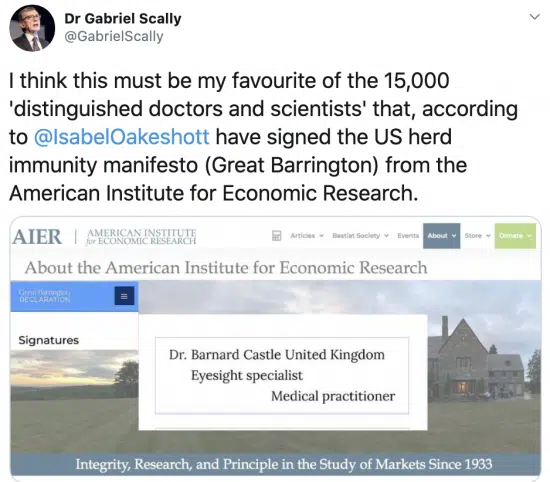 Dr Gabriel Scally
@GabrielScally
I think this must be my favourite of the 15,000
'distinguished doctors and scientists' that, according
to @IsabelOakeshott have signed the US herd
immunity manifesto (Great Barrington) from the
American Institute for Economic Research.
AIER | AMERICAN INSTITUTE
for ECONOMIC RESEARCH
Articles Bastiat Society Events About Store Donate
About the American Institute for Economic Research
Great Barrington
DECLARATION
Signatures
Dr. Barnard Castle United Kingdom
Eyesight specialist
Medical practitioner
Integrity, Research, and Principle in the Study of Markets Since 1933